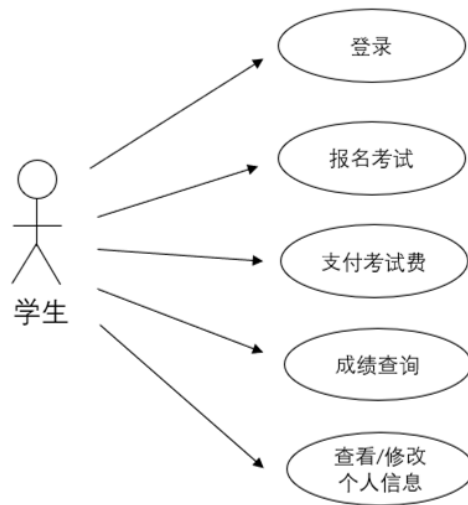 登录
报名考试
支付考试费
学生
成绩查询
查看/修改
个人信息